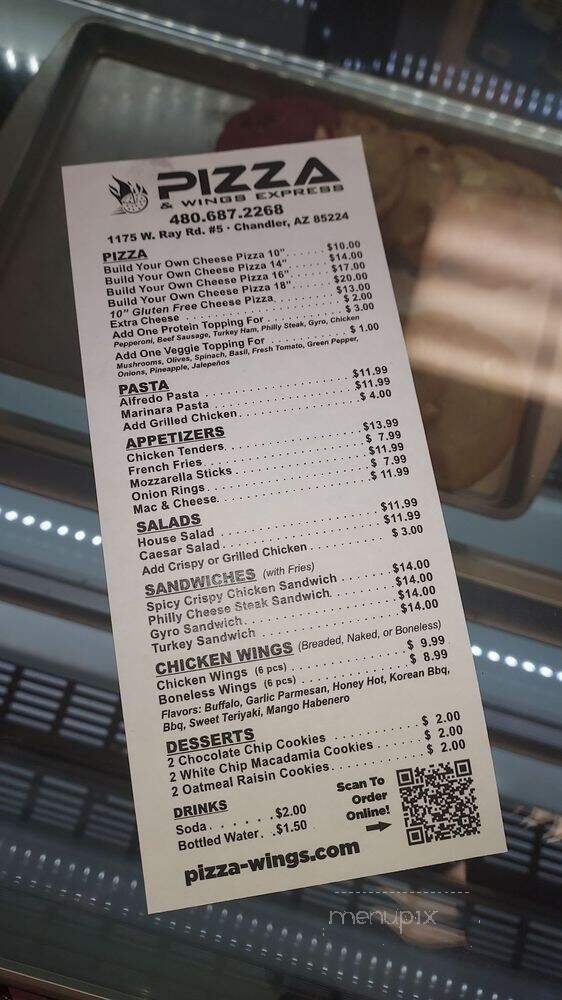 PIZZA
& WINGS EXPRESS
480.687.2268
1175 W. Ray Rd. #5 · Chandler, AZ 85224
PIZZA
Build Your Own Cheese Pizza 10" . . . . . . $10.00
Build Your Own Cheese Pizza 14" . . . . . . $14.00
Build Your Own Cheese Pizza 16" . . . . . . $17.00
Build Your Own Cheese Pizza 18" . . . . . . $20.00
10" Gluten Free Cheese Pizza . . . . . . $13.00
Extra Cheese . . . . . . $ 2.00
Add One Protein Topping For . . . . . . $ 3.00
Pepperoni, Beef Sausage, Turkey Ham, Philly Steak, Gyro, Chicken
Add One Veggie Topping For . . . . . . $ 1.00
Mushrooms, Olives, Spinach, Basil, Fresh Tomato, Green Pepper,
Onions, Pineapple, Jalepeños
PASTA
Alfredo Pasta . . . . . . $11.99
Marinara Pasta . . . . . . $11.99
Add Grilled Chicken . . . . . . $ 4.00
APPETIZERS
Chicken Tenders . . . . . . $13.99
French Fries . . . . . . $ 7.99
Mozzarella Sticks . . . . . . $11.99
Onion Rings . . . . . . $ 7.99
Mac & Cheese . . . . . . $ 11.99
SALADS
House Salad . . . . . . $11.99
Caesar Salad . . . . . . $11.99
Add Crispy or Grilled Chicken . . . . . . $ 3.00
SANDWICHES (with Fries)
Spicy Crispy Chicken Sandwich . . . . . . $14.00
Philly Cheese Steak Sandwich . . . . . . $14.00
Gyro Sandwich . . . . . . $14.00
Turkey Sandwich . . . . . . $14.00
CHICKEN WINGS (Breaded, Naked, or Boneless)
Chicken Wings (6 pcs) . . . . . . $ 9.99
Boneless Wings (6 pcs) . . . . . . $ 8.99
Flavors: Buffalo, Garlic Parmesan, Honey Hot, Korean Bbq,
Bbq, Sweet Teriyaki, Mango Habenero
DESSERTS
2 Chocolate Chip Cookies . . . . . . $ 2.00
2 White Chip Macadamia Cookies . . . . . . $ 2.00
2 Oatmeal Raisin Cookies . . . . . . $ 2.00
DRINKS
Soda . . . . . . $2.00
Bottled Water . . $1.50
Scan To
Order
Online!
pizza-wings.com
menupix